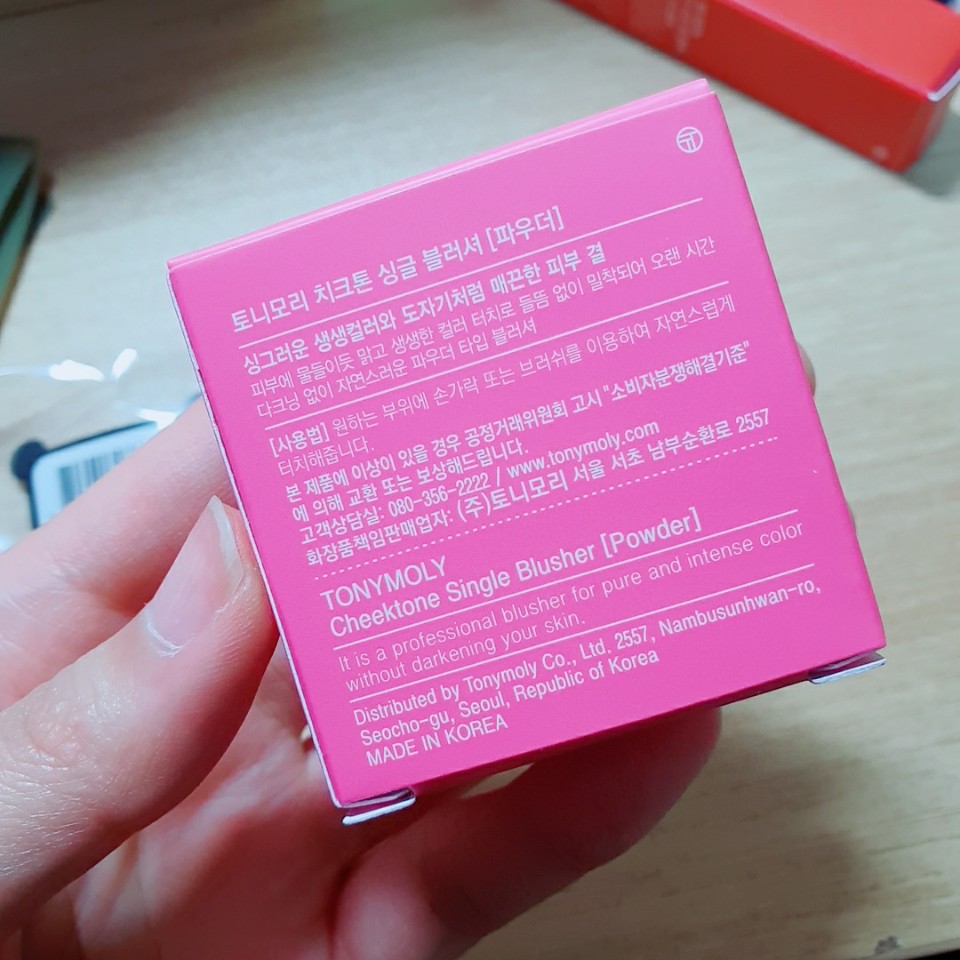 토니모리 치크톤 싱글 블러셔 [파우더]
싱그러운 생생컬러와 도자기처럼 매끈한 피부 결
피부에 물들이듯 맑고 생생한 컬러 터치로 들뜸 없이 밀착되어 오랜 시간
다크닝 없이 자연스러운 파우더 타입 블러셔
[사용법] 원하는 부위에 손가락 또는 브러쉬를 이용하여 자연스럽게
터치해줍니다.
본 제품에 이상이 있을 경우 공정거래위원회 고시 "소비자분쟁해결기준"
에 의해 교환 또는 보상해드립니다.
고객상담실: 080-356-2222 / www.tonymoly.com
화장품책임판매업자: (주)토니모리 서울 서초 남부순환로 2557
TONYMOLY
Cheektone Single Blusher [Powder]
It is a professional blusher for pure and intense color
without darkening your skin.
Distributed by Tonymoly Co., Ltd. 2557, Nambusunhwan-ro,
Seocho-gu, Seoul, Republic of Korea
MADE IN KOREA